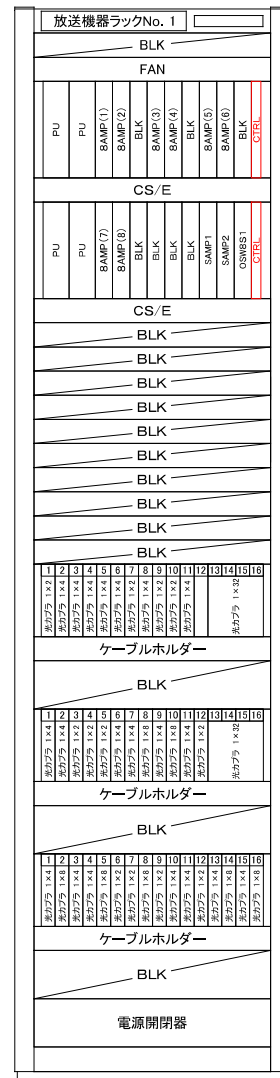 放送機器ラックNo. 1
BLK
FAN
PU
PU
8AMP(1)
8AMP(2)
BLK
8AMP(3)
8AMP(4)
BLK
8AMP(5)
8AMP(6)
BLK
CTRL
CS/E
PU
PU
8AMP(7)
8AMP(8)
BLK
BLK
BLK
BLK
SAMP1
SAMP2
OSW8S1
CTRL
CS/E
BLK
BLK
BLK
BLK
BLK
BLK
BLK
BLK
BLK
BLK
1 2 3 4 5 6 7 8 9 10 11 12 13 14 15 16
光カプラ 1×2
光カプラ 1×4
光カプラ 1×4
光カプラ 1×4
光カプラ 1×4
光カプラ 1×4
光カプラ 1×2
光カプラ 1×4
光カプラ 1×2
光カプラ 1×2
光カプラ 1×4
光カプラ 1×32
ケーブルホルダー
BLK
1 2 3 4 5 6 7 8 9 10 11 12 13 14 15 16
光カプラ 1×4
光カプラ 1×4
光カプラ 1×2
光カプラ 1×2
光カプラ 1×2
光カプラ 1×4
光カプラ 1×4
光カプラ 1×8
光カプラ 1×4
光カプラ 1×8
光カプラ 1×2
光カプラ 1×2
光カプラ 1×32
ケーブルホルダー
BLK
1 2 3 4 5 6 7 8 9 10 11 12 13 14 15 16
光カプラ 1×4
光カプラ 1×8
光カプラ 1×4
光カプラ 1×4
光カプラ 1×8
光カプラ 1×2
光カプラ 1×2
光カプラ 1×8
光カプラ 1×2
光カプラ 1×4
光カプラ 1×4
光カプラ 1×2
光カプラ 1×4
光カプラ 1×8
光カプラ 1×4
光カプラ 1×8
ケーブルホルダー
BLK
電源開閉器